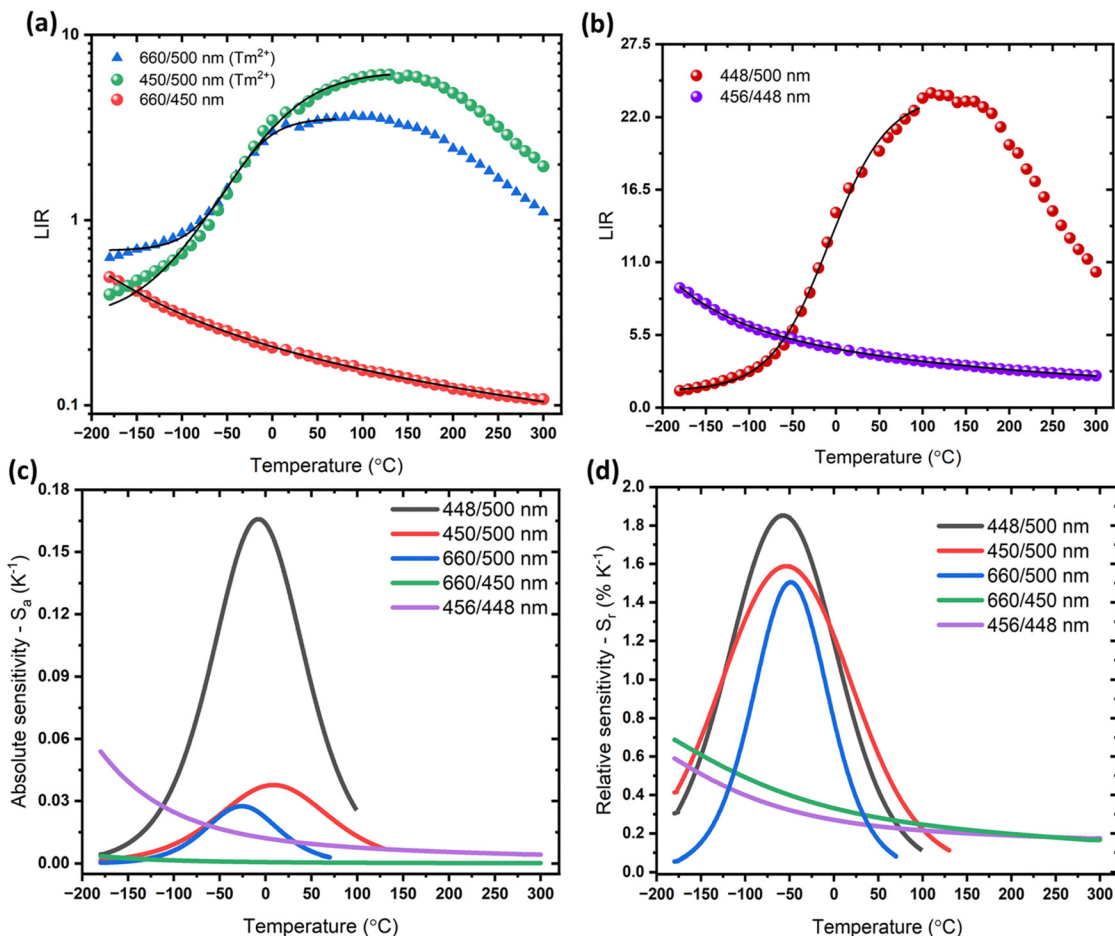 (a)
10
1
0.1
LIR
660/500 nm (Tm²⁺)
450/500 nm (Tm²⁺)
660/450 nm
−200 −150 −100 −50 0 50 100 150 200 250 300
Temperature (°C)
(b)
27.5
22.0
16.5
11.0
5.5
0.0
LIR
448/500 nm
456/448 nm
−200 −150 −100 −50 0 50 100 150 200 250 300
Temperature (°C)
(c)
0.18
0.15
0.12
0.09
0.06
0.03
0.00
Absolute sensitivity - Sₐ (K⁻¹)
448/500 nm
450/500 nm
660/500 nm
660/450 nm
456/448 nm
−200 −150 −100 −50 0 50 100 150 200 250 300
Temperature (°C)
(d)
2.0
1.8
1.6
1.4
1.2
1.0
0.8
0.6
0.4
0.2
0.0
Relative sensitivity - Sᵣ (% K⁻¹)
448/500 nm
450/500 nm
660/500 nm
660/450 nm
456/448 nm
−200 −150 −100 −50 0 50 100 150 200 250 300
Temperature (°C)